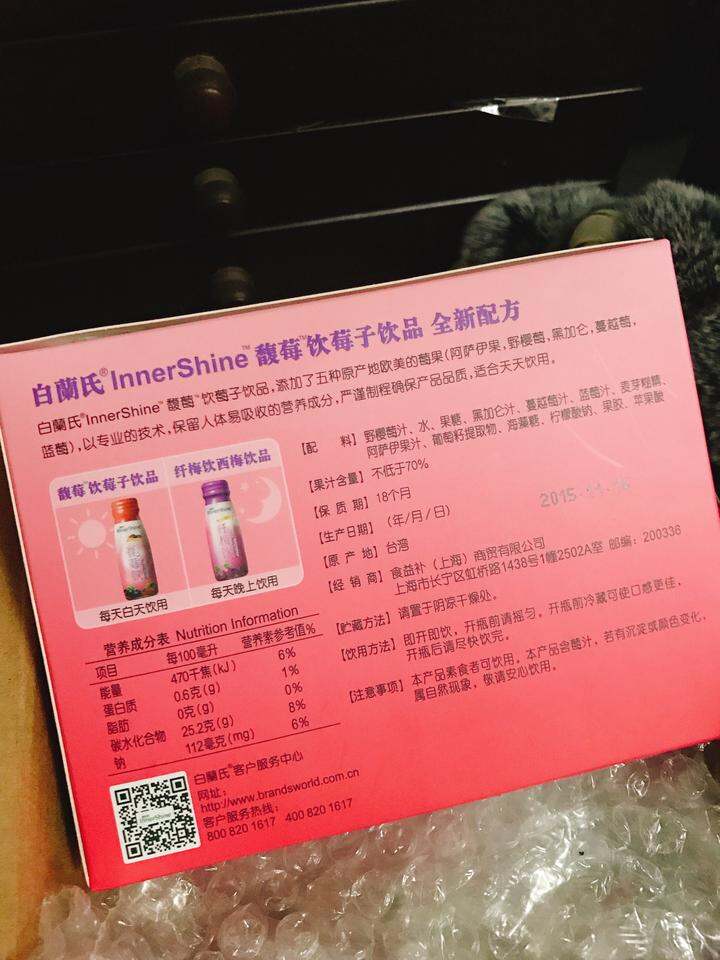 白蘭氏® InnerShine™ 馥莓™饮莓子饮品 全新配方
白蘭氏®InnerShine™ 馥莓™饮莓子饮品,添加了五种原产地欧美的莓果(阿萨伊果,野樱莓,黑加仑,蔓越莓,
蓝莓),以专业的技术,保留人体易吸收的营养成分,严谨制程确保产品品质,适合天天饮用。
馥莓™饮莓子饮品
纤梅饮西梅饮品
每天白天饮用
每天晚上饮用
营养成分表 Nutrition Information
项目 每100毫升 营养素参考值%
能量 470千焦(kJ) 6%
蛋白质 0.6克(g) 1%
脂肪 0克(g) 0%
碳水化合物 25.2克(g) 8%
钠 112毫克(mg) 6%
【配 料】野樱莓汁、水、果糖、黑加仑汁、蔓越莓汁、蓝莓汁、麦芽糊精、
阿萨伊果汁、葡萄籽提取物、海藻糖、柠檬酸钠、果胶、苹果酸
【果汁含量】不低于70%
【保 质 期】18个月
【生产日期】(年/月/日)
2015-11-16
【原 产 地】台湾
【经 销 商】食益补(上海)商贸有限公司
上海市长宁区虹桥路1438号1幢2502A室 邮编:200336
【贮藏方法】请置于阴凉干燥处。
【饮用方法】即开即饮,开瓶前请摇匀。开瓶前冷藏可使口感更佳,
开瓶后请尽快饮完。
【注意事项】本产品素食者可饮用,本产品含莓汁,若有沉淀或颜色变化,
属自然现象,敬请安心饮用。
白蘭氏®客户服务中心
网址:
http://www.brandsworld.com.cn
客户服务热线:
800 820 1617 400 820 1617
InnerShine